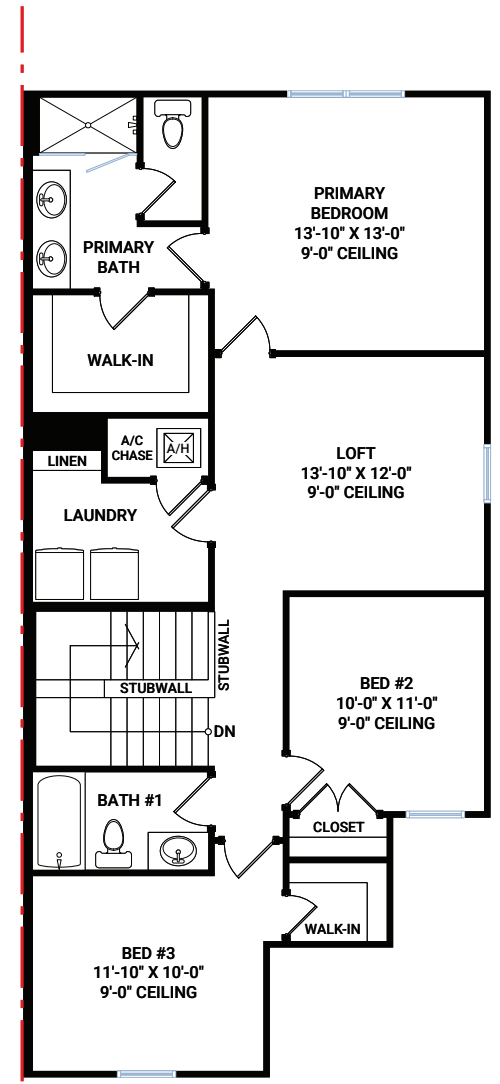 PRIMARY
BEDROOM
13'-10" X 13'-0"
9'-0" CEILING
PRIMARY
BATH
WALK-IN
A/C
CHASE
A/H
LINEN
LOFT
13'-10" X 12'-0"
9'-0" CEILING
LAUNDRY
STUBWALL
STUBWALL
DN
BED #2
10'-0" X 11'-0"
9'-0" CEILING
BATH #1
CLOSET
WALK-IN
BED #3
11'-10" X 10'-0"
9'-0" CEILING